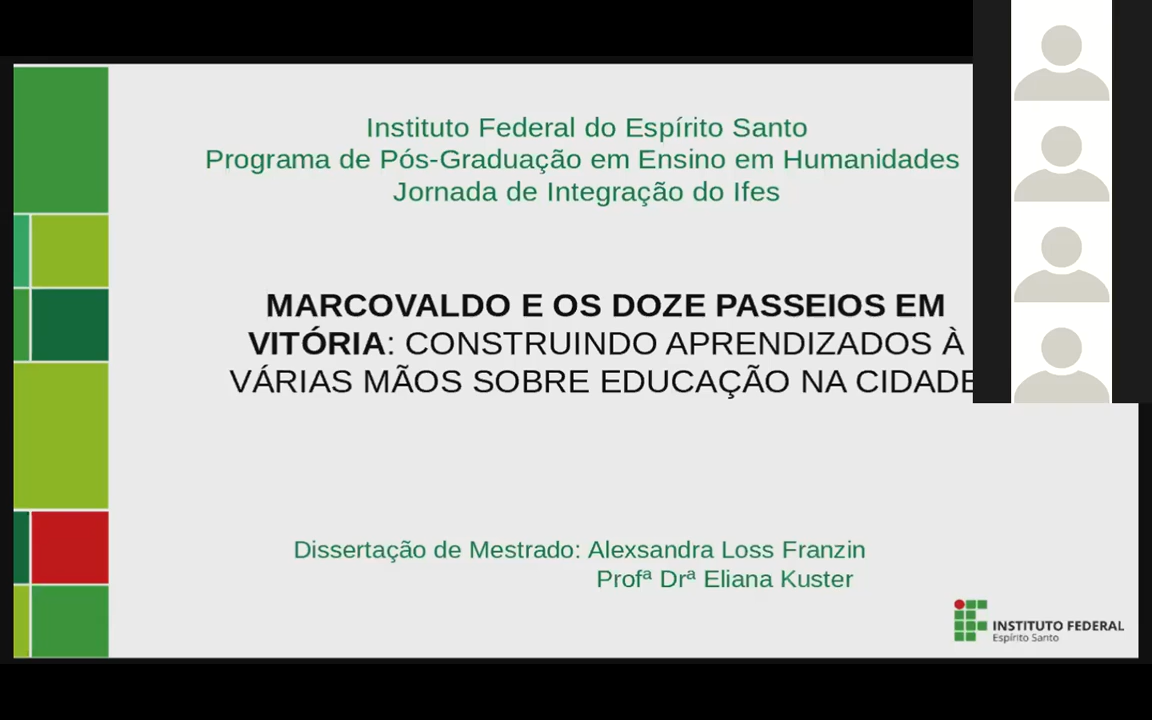 Instituto Federal do Espírito Santo
Programa de Pós-Graduação em Ensino em Humanidades
Jornada de Integração do Ifes
MARCOVALDO E OS DOZE PASSEIOS EM
VITÓRIA: CONSTRUINDO APRENDIZADOS À
VÁRIAS MÃOS SOBRE EDUCAÇÃO NA CIDADE
Dissertação de Mestrado: Alexsandra Loss Franzin
Profª Drª Eliana Kuster
INSTITUTO FEDERAL
Espírito Santo